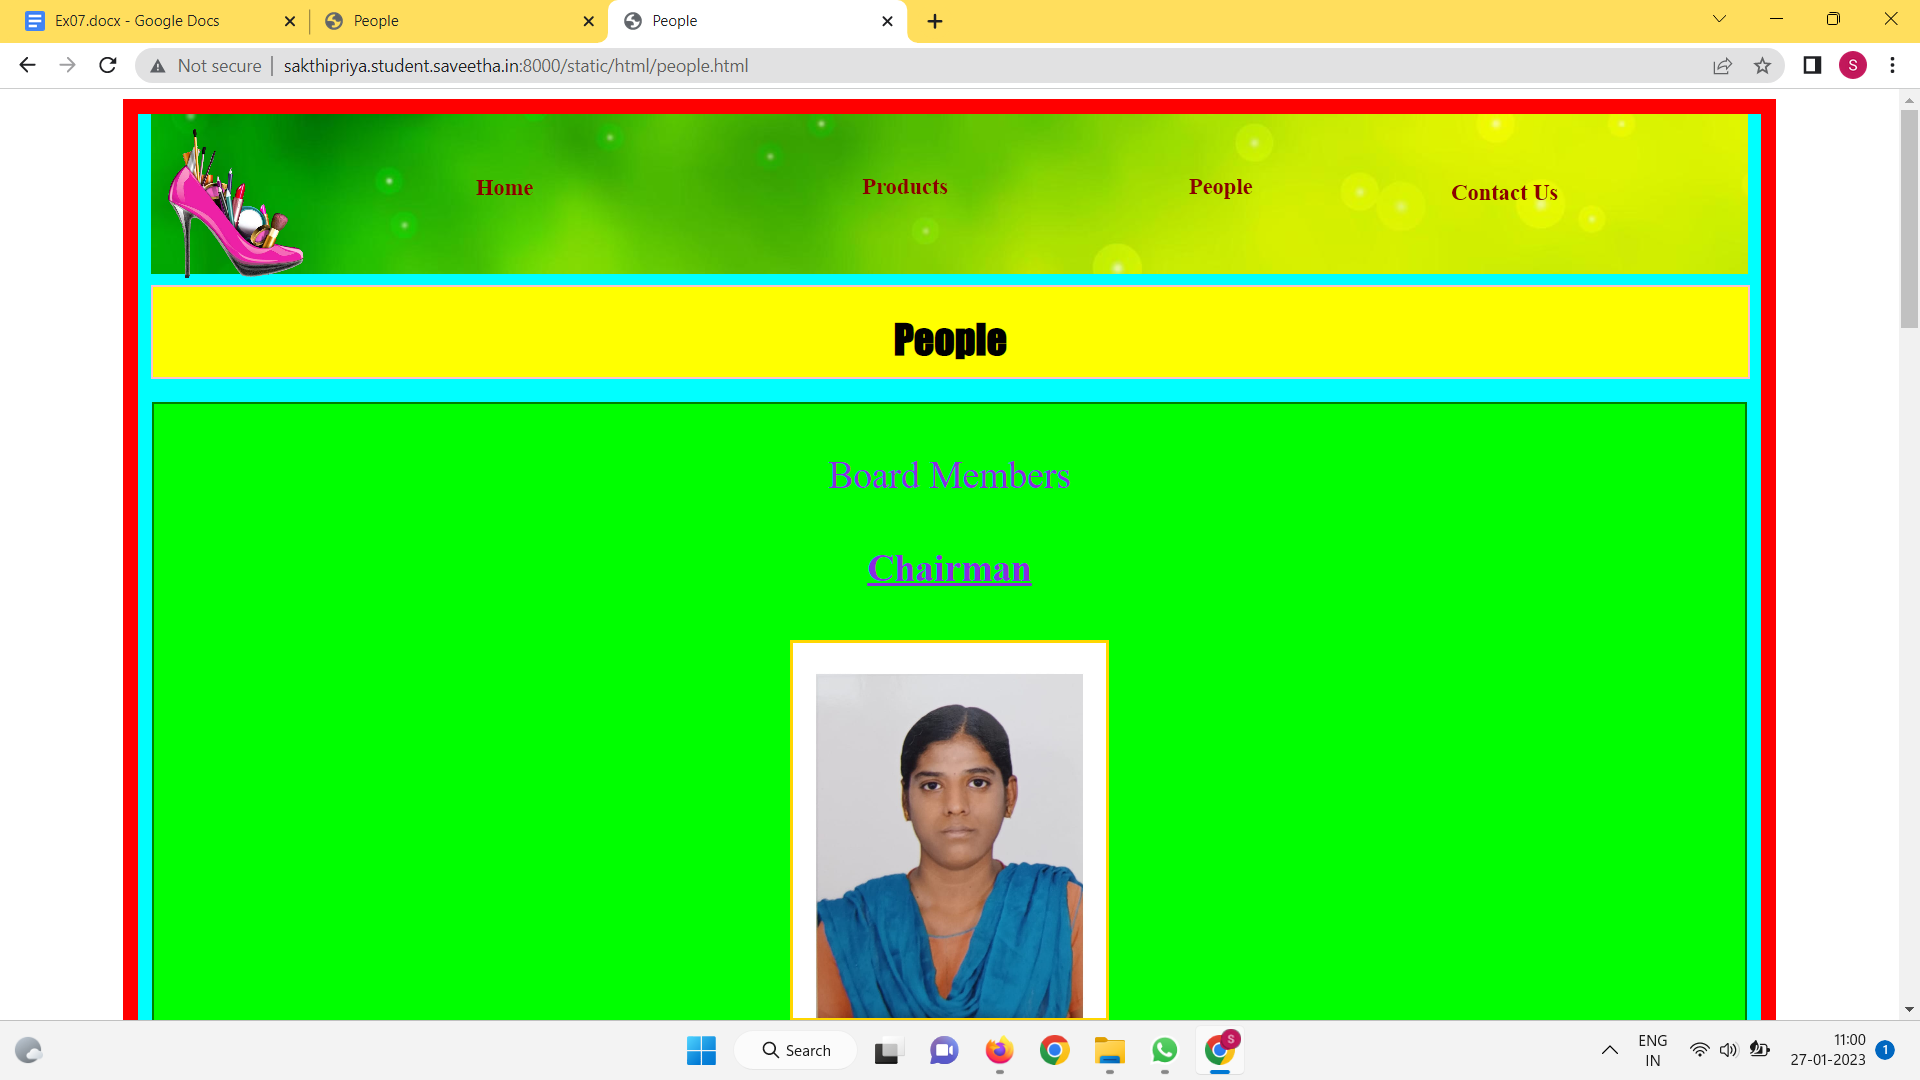 Ex07.docx - Google Docs
People
People
Not secure
sakthipriya.student.saveetha.in:8000/static/html/people.html
S
Home
Products
People
Contact Us
People
Board Members
Chairman
Search
S
ENG
IN
11:00
27-01-2023
1